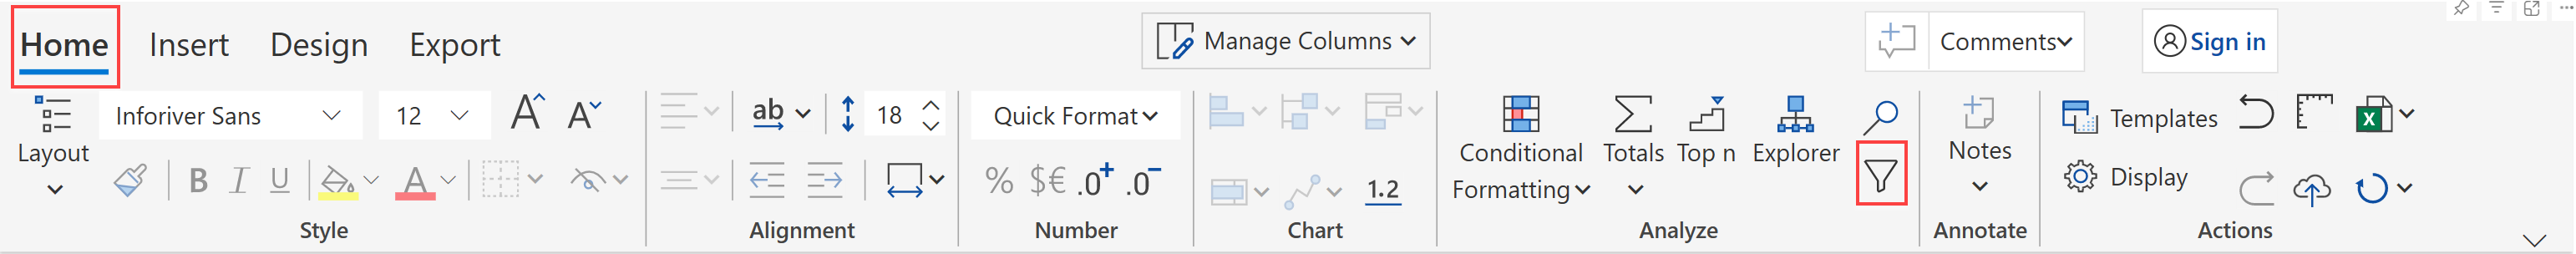 Home Insert Design Export Manage Columns Comments Sign in
Inforiver Sans 12 A A ab 18 Quick Format Templates X
Layout Conditional Formatting Totals Top n Explorer Notes
B I U A % $€ .0+ .0− 1.2 Display
Style Alignment Number Chart Analyze Annotate Actions